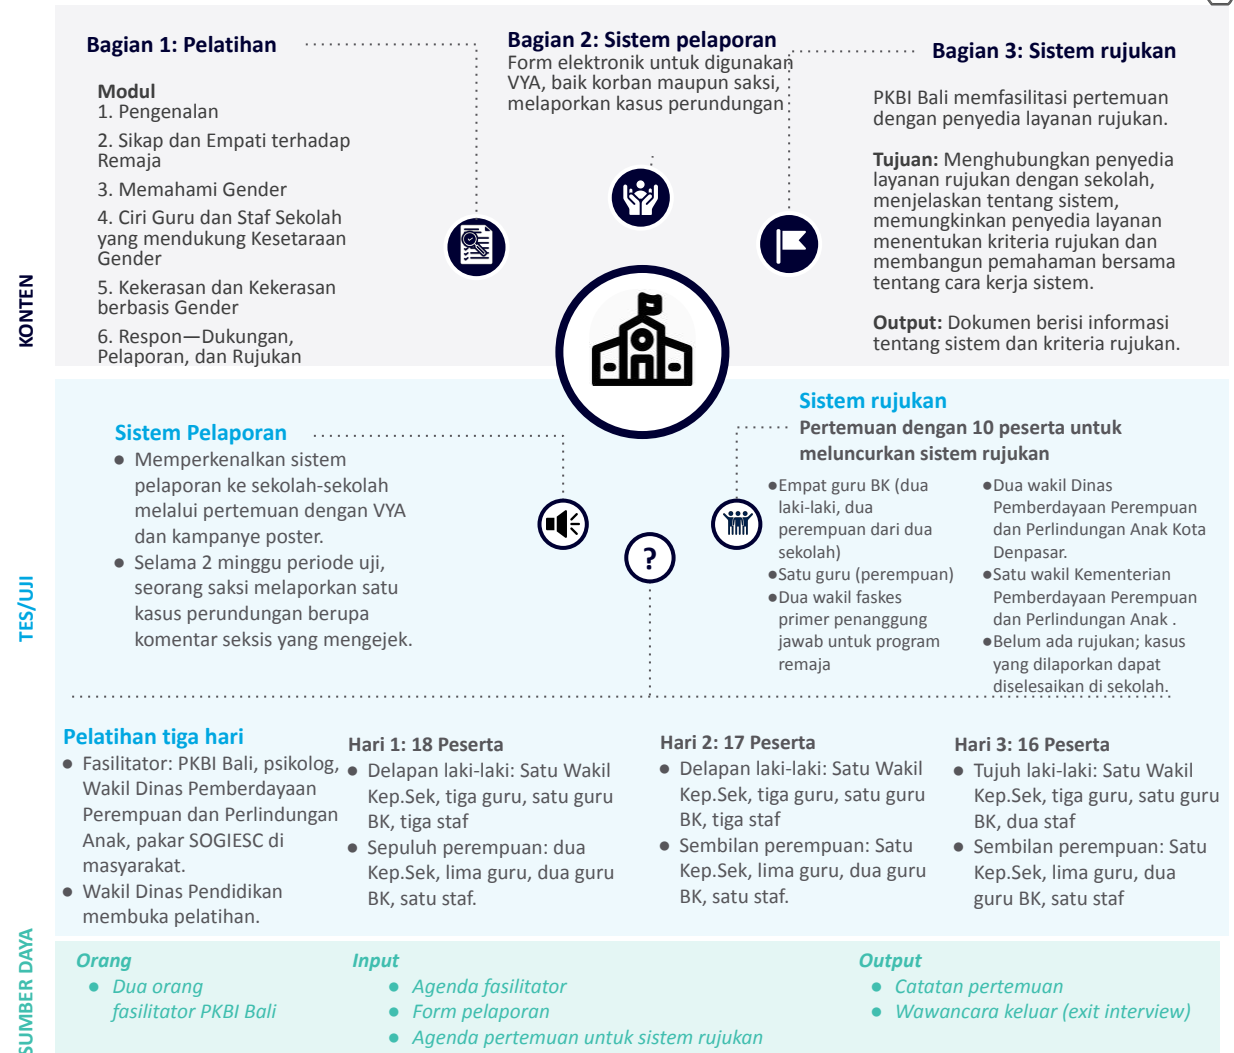 KONTEN
Bagian 1: Pelatihan
Modul
1. Pengenalan
2. Sikap dan Empati terhadap
Remaja
3. Memahami Gender
4. Ciri Guru dan Staf Sekolah
yang mendukung Kesetaraan
Gender
5. Kekerasan dan Kekerasan
berbasis Gender
6. Respon—Dukungan,
Pelaporan, dan Rujukan
Bagian 2: Sistem pelaporan
Form elektronik untuk digunakan
VYA, baik korban maupun saksi,
melaporkan kasus perundungan
Bagian 3: Sistem rujukan
PKBI Bali memfasilitasi pertemuan
dengan penyedia layanan rujukan.
Tujuan: Menghubungkan penyedia
layanan rujukan dengan sekolah,
menjelaskan tentang sistem,
memungkinkan penyedia layanan
menentukan kriteria rujukan dan
membangun pemahaman bersama
tentang cara kerja sistem.
Output: Dokumen berisi informasi
tentang sistem dan kriteria rujukan.
TES/UJI
Sistem Pelaporan
● Memperkenalkan sistem
pelaporan ke sekolah-sekolah
melalui pertemuan dengan VYA
dan kampanye poster.
● Selama 2 minggu periode uji,
seorang saksi melaporkan satu
kasus perundungan berupa
komentar seksis yang mengejek.
?
Sistem rujukan
Pertemuan dengan 10 peserta untuk
meluncurkan sistem rujukan
●Empat guru BK (dua
laki-laki, dua
perempuan dari dua
sekolah)
●Satu guru (perempuan)
●Dua wakil faskes
primer penanggung
jawab untuk program
remaja
●Dua wakil Dinas
Pemberdayaan Perempuan
dan Perlindungan Anak Kota
Denpasar.
●Satu wakil Kementerian
Pemberdayaan Perempuan
dan Perlindungan Anak .
●Belum ada rujukan; kasus
yang dilaporkan dapat
diselesaikan di sekolah.
Pelatihan tiga hari
● Fasilitator: PKBI Bali, psikolog,
Wakil Dinas Pemberdayaan
Perempuan dan Perlindungan
Anak, pakar SOGIESC di
masyarakat.
● Wakil Dinas Pendidikan
membuka pelatihan.
Hari 1: 18 Peserta
● Delapan laki-laki: Satu Wakil
Kep.Sek, tiga guru, satu guru
BK, tiga staf
● Sepuluh perempuan: dua
Kep.Sek, lima guru, dua guru
BK, satu staf.
Hari 2: 17 Peserta
● Delapan laki-laki: Satu Wakil
Kep.Sek, tiga guru, satu guru
BK, tiga staf
● Sembilan perempuan: Satu
Kep.Sek, lima guru, dua guru
BK, satu staf.
Hari 3: 16 Peserta
● Tujuh laki-laki: Satu Wakil
Kep.Sek, tiga guru, satu guru
BK, dua staf
● Sembilan perempuan: Satu
Kep.Sek, lima guru, dua
guru BK, satu staf
SUMBER DAYA
Orang
● Dua orang
fasilitator PKBI Bali
Input
● Agenda fasilitator
● Form pelaporan
● Agenda pertemuan untuk sistem rujukan
Output
● Catatan pertemuan
● Wawancara keluar (exit interview)